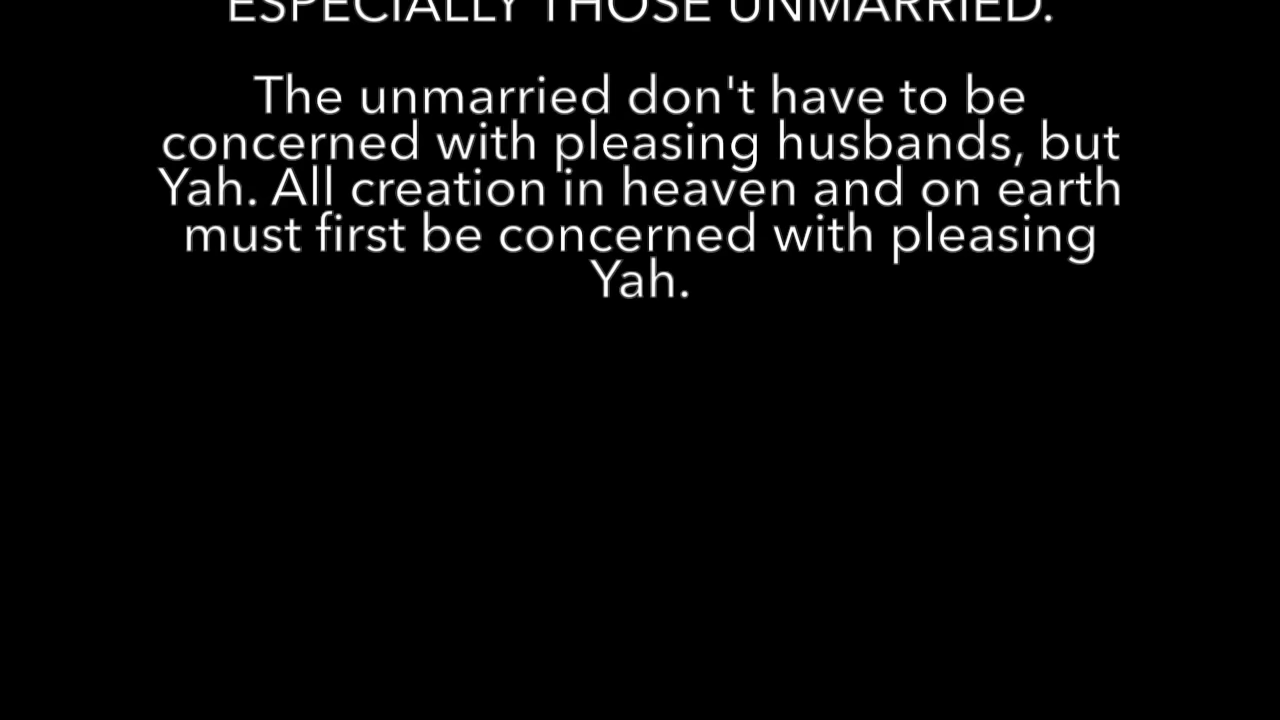 ESPECIALLY THOSE UNMARRIED.
The unmarried don't have to be
concerned with pleasing husbands, but
Yah. All creation in heaven and on earth
must first be concerned with pleasing
Yah.